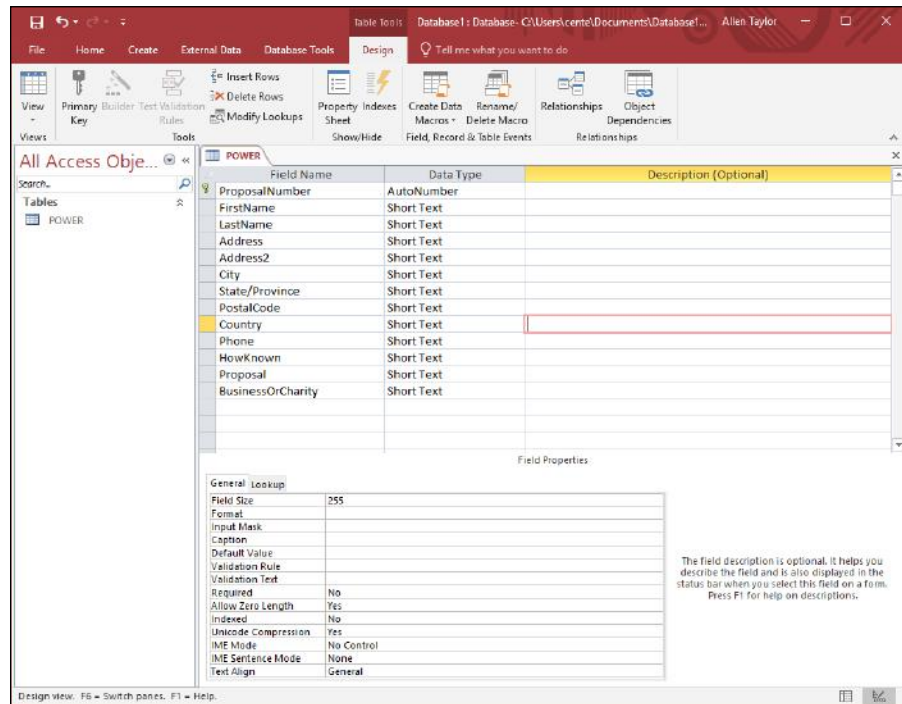 Table Tools Database1 : Database- C:\Users\cente\Documents\Database1... Allen Taylor
File Home Create External Data Database Tools Design Tell me what you want to do
View
Views
Primary Key
Builder
Test Validation Rules
Insert Rows
Delete Rows
Modify Lookups
Tools
Property Sheet
Indexes
Show/Hide
Create Data Macros
Rename/ Delete Macro
Field, Record & Table Events
Relationships
Object Dependencies
Relationships
All Access Obje...
Search..
Tables
POWER
POWER
Field Name Data Type Description (Optional)
ProposalNumber AutoNumber
FirstName Short Text
LastName Short Text
Address Short Text
Address2 Short Text
City Short Text
State/Province Short Text
PostalCode Short Text
Country Short Text
Phone Short Text
HowKnown Short Text
Proposal Short Text
BusinessOrCharity Short Text
Field Properties
General Lookup
Field Size 255
Format
Input Mask
Caption
Default Value
Validation Rule
Validation Text
Required No
Allow Zero Length Yes
Indexed No
Unicode Compression Yes
IME Mode No Control
IME Sentence Mode None
Text Align General
The field description is optional. It helps you
describe the field and is also displayed in the
status bar when you select this field on a form.
Press F1 for help on descriptions.
Design view. F6 = Switch panes. F1 = Help.